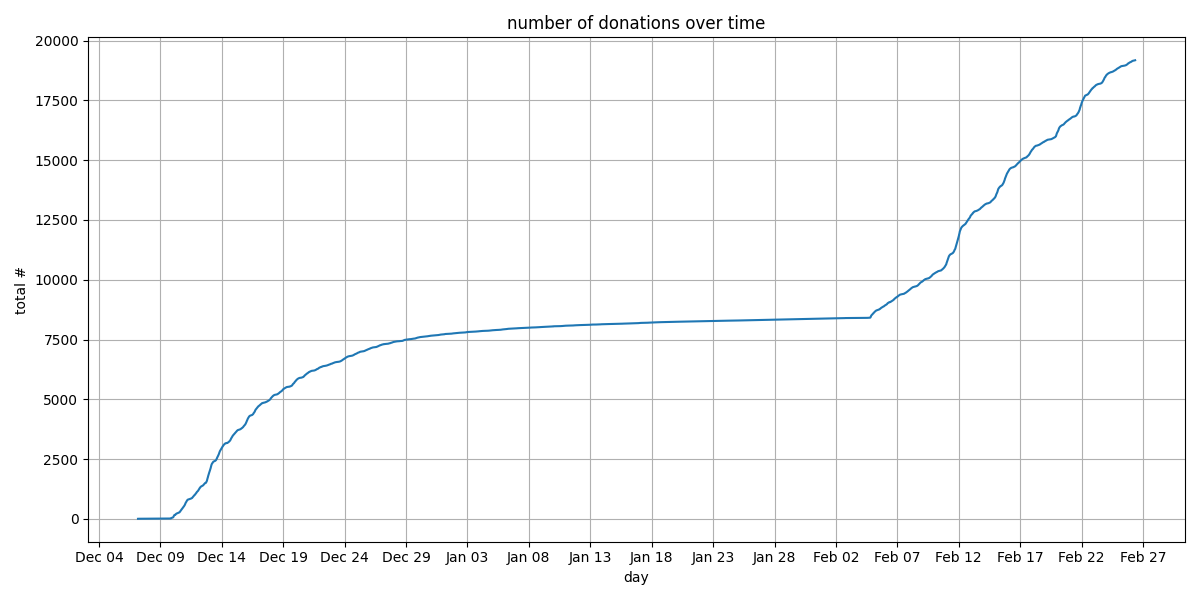 number of donations over time
total #
20000
17500
15000
12500
10000
7500
5000
2500
0
Dec 04 Dec 09 Dec 14 Dec 19 Dec 24 Dec 29 Jan 03 Jan 08 Jan 13 Jan 18 Jan 23 Jan 28 Feb 02 Feb 07 Feb 12 Feb 17 Feb 22 Feb 27
day